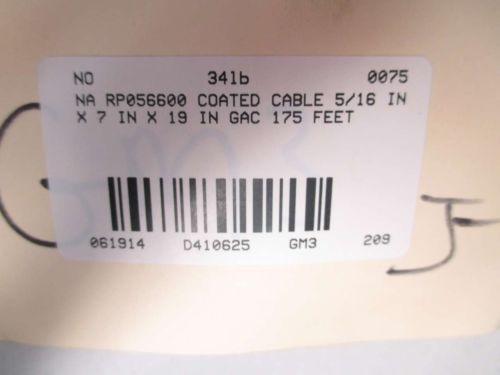 NO 34lb 0075
NA RP056600 COATED CABLE 5/16 IN
X 7 IN X 19 IN GAC 175 FEET
061914 D410625 GM3 209